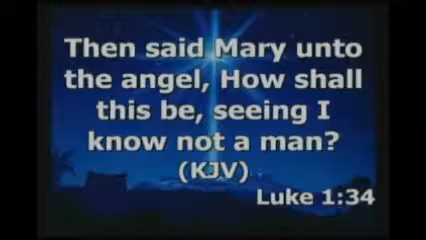 Then said Mary unto
the angel, How shall
this be, seeing I
know not a man?
(KJV)
Luke 1:34